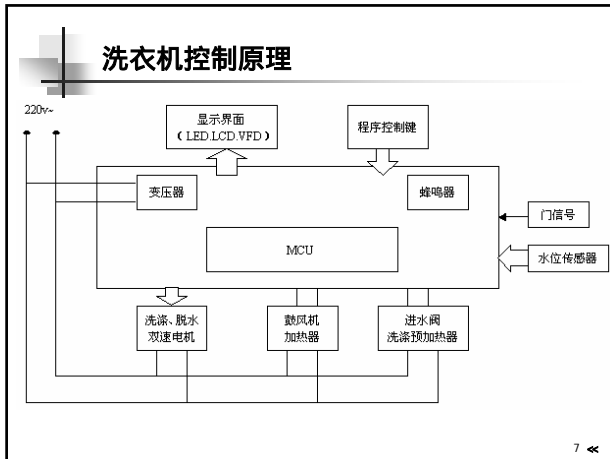 洗衣机控制原理
220v~
显示界面
（LED.LCD.VFD）
程序控制键
变压器
蜂鸣器
门信号
MCU
水位传感器
洗涤、脱水
双速电机
鼓风机
加热器
进水阀
洗涤预加热器
7